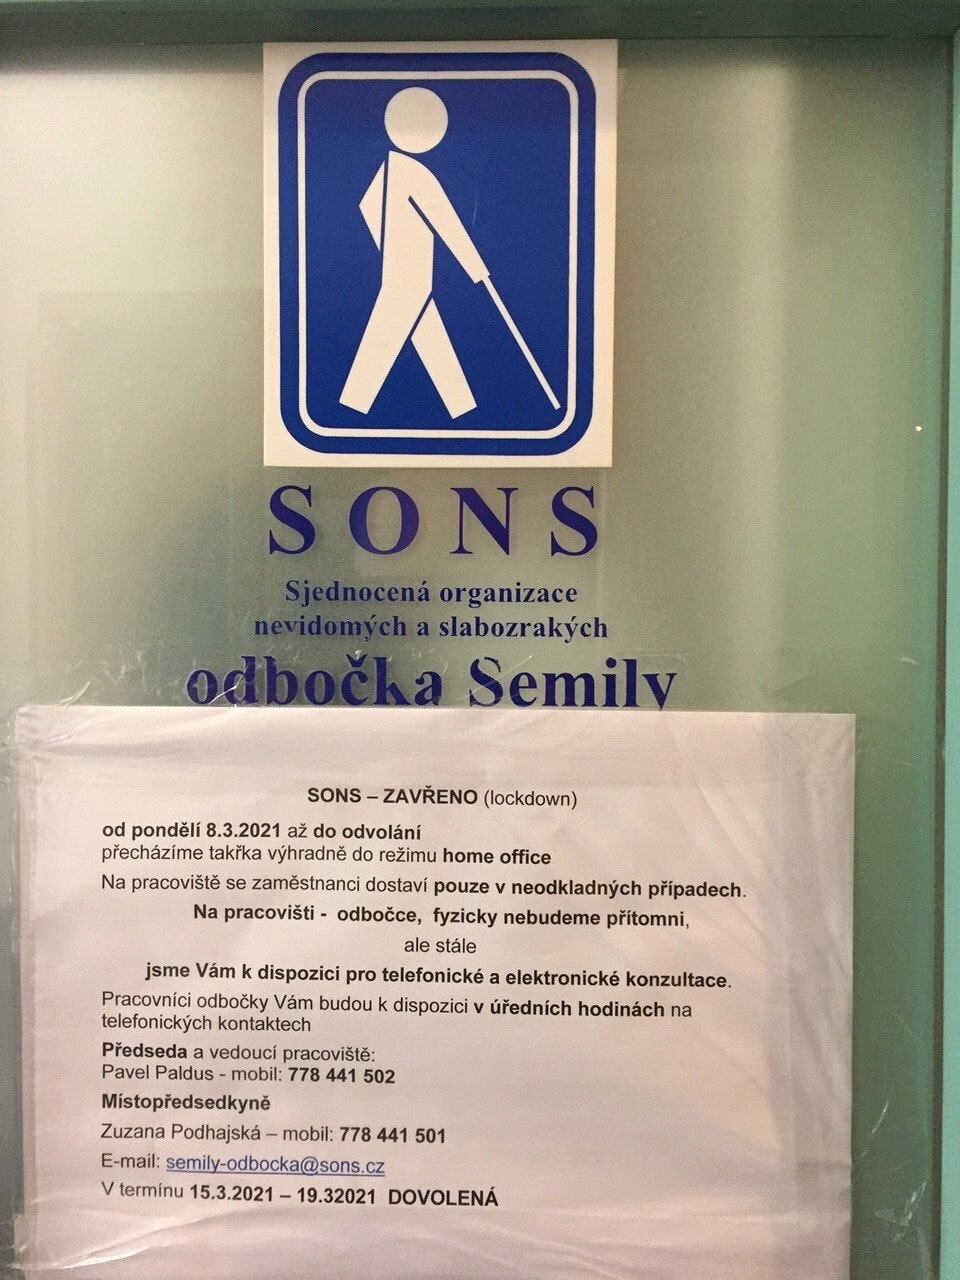 SONS
Sjednocená organizace
nevidomých a slabozrakých
odbočka Semily
SONS – ZAVŘENO (lockdown)
od pondělí 8.3.2021 až do odvolání
přecházíme takřka výhradně do režimu home office
Na pracoviště se zaměstnanci dostaví pouze v neodkladných případech.
Na pracovišti - odbočce, fyzicky nebudeme přítomni,
ale stále
jsme Vám k dispozici pro telefonické a elektronické konzultace.
Pracovníci odbočky Vám budou k dispozici v úředních hodinách na
telefonických kontaktech
Předseda a vedoucí pracoviště:
Pavel Paldus - mobil: 778 441 502
Místopředsedkyně
Zuzana Podhajská – mobil: 778 441 501
E-mail: semily-odbocka@sons.cz
V termínu 15.3.2021 – 19.32021 DOVOLENÁ